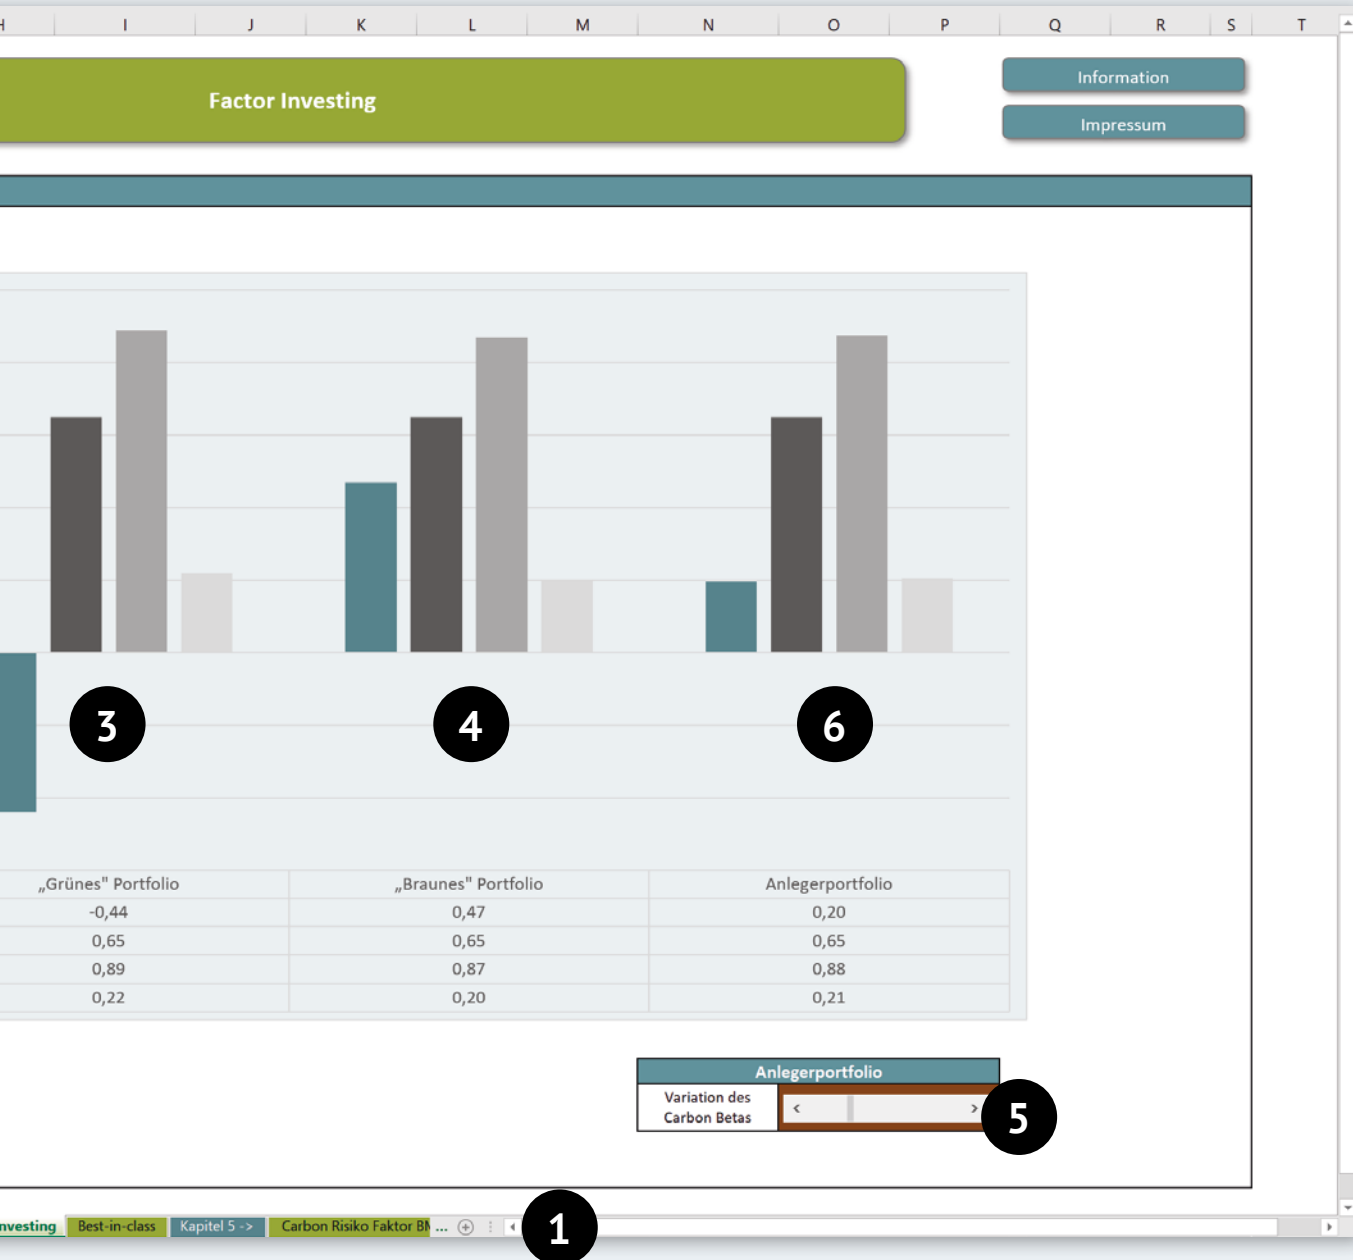 H I J K L M N O P Q R S T
Factor Investing
Information
Impressum
3
4
6
„Grünes" Portfolio „Braunes" Portfolio Anlegerportfolio
-0,44 0,47 0,20
0,65 0,65 0,65
0,89 0,87 0,88
0,22 0,20 0,21
Anlegerportfolio
Variation des
Carbon Betas
< >
5
nvesting Best-in-class Kapitel 5 -> Carbon Risiko Faktor BM ...
1